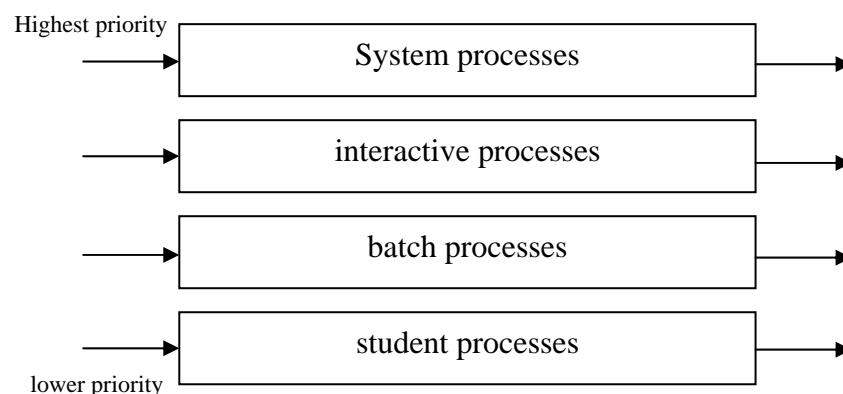 Highest priority
System processes
interactive processes
batch processes
student processes
lower priority